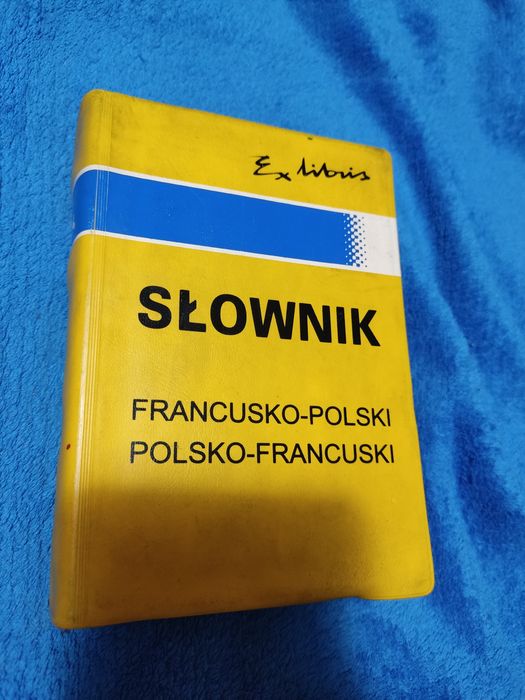 Ex libris
SŁOWNIK
FRANCUSKO-POLSKI
POLSKO-FRANCUSKI